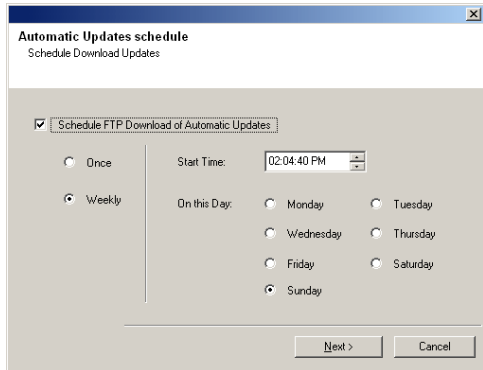 Automatic Updates schedule
Schedule Download Updates
Schedule FTP Download of Automatic Updates
Once
Start Time:
02:04:40 PM
Weekly
On this Day:
Monday
Tuesday
Wednesday
Thursday
Friday
Saturday
Sunday
Next >
Cancel